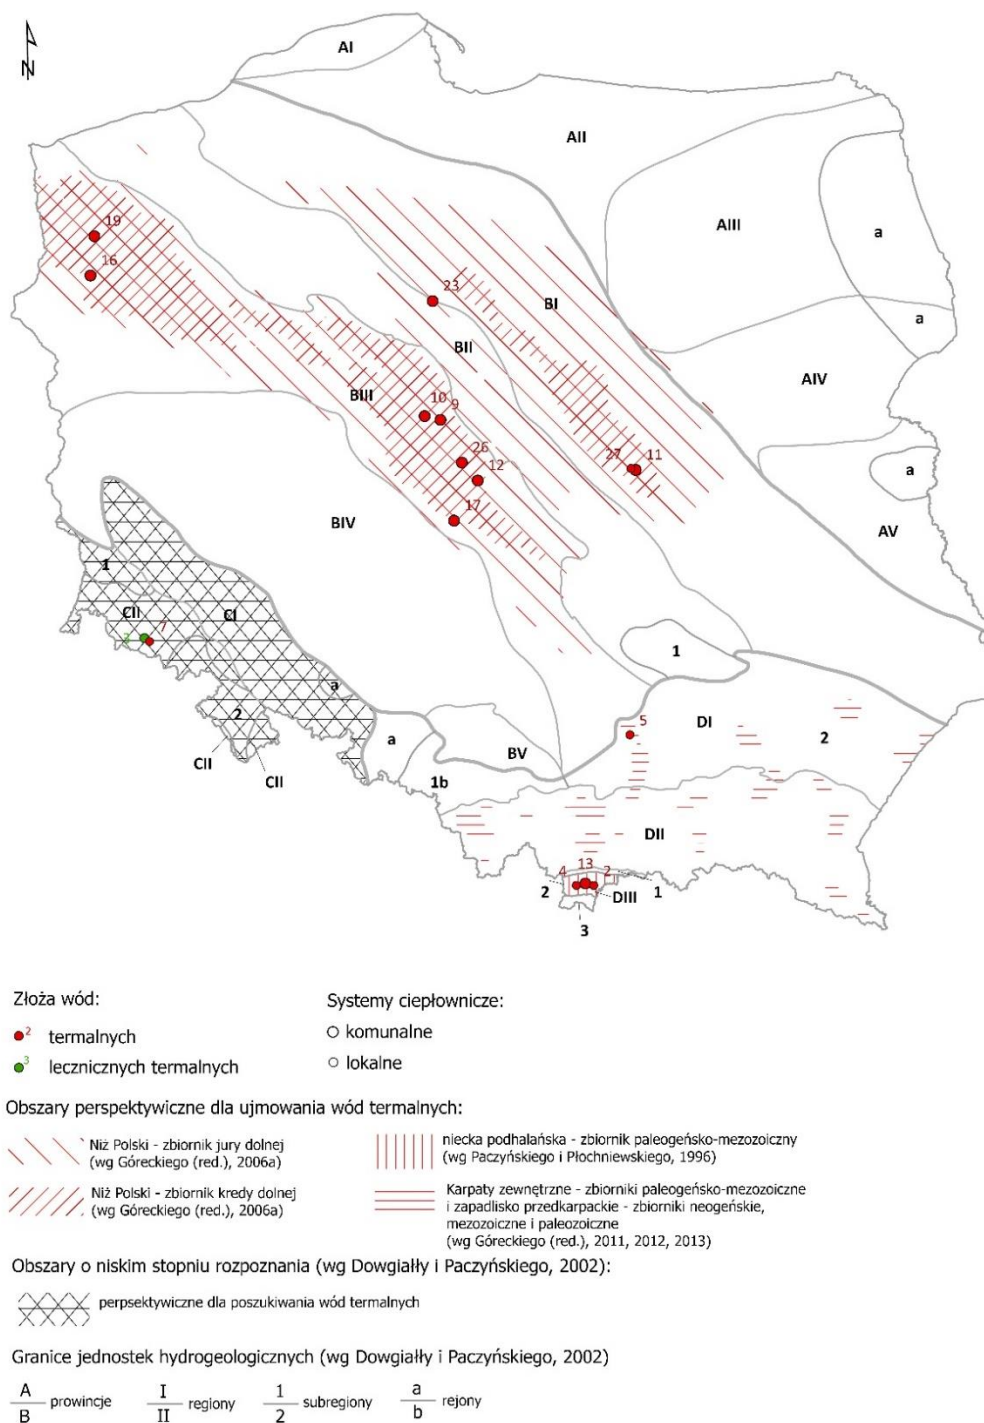 N
AI
AII
AIII
a
19
16
23
BI
a
BII
AIV
BIII
10
9
26
12
27
11
a
17
BIV
AV
1
CII
CI
3
7
1
a
2
DI
5
2
CII
CII
a
BV
1b
DII
4
13
2
2
DIII
1
3
Złoża wód:
2 termalnych
3 leczniczych termalnych
Systemy ciepłownicze:
komunalne
lokalne
Obszary perspektywiczne dla ujmowania wód termalnych:
Niż Polski - zbiornik jury dolnej
(wg Góreckiego (red.), 2006a)
Niż Polski - zbiornik kredy dolnej
(wg Góreckiego (red.), 2006a)
niecka podhalańska - zbiornik paleogeńsko-mezozoiczny
(wg Paczyńskiego i Płochniewskiego, 1996)
Karpaty zewnętrzne - zbiorniki paleogeńsko-mezozoiczne
i zapadlisko przedkarpackie - zbiorniki neogeńskie,
mezozoiczne i paleozoiczne
(wg Góreckiego (red.), 2011, 2012, 2013)
Obszary o niskim stopniu rozpoznania (wg Dowgiałły i Paczyńskiego, 2002):
perpsektywiczne dla poszukiwania wód termalnych
Granice jednostek hydrogeologicznych (wg Dowgiałły i Paczyńskiego, 2002)
A
B prowincje
I
II regiony
1
2 subregiony
a
b rejony